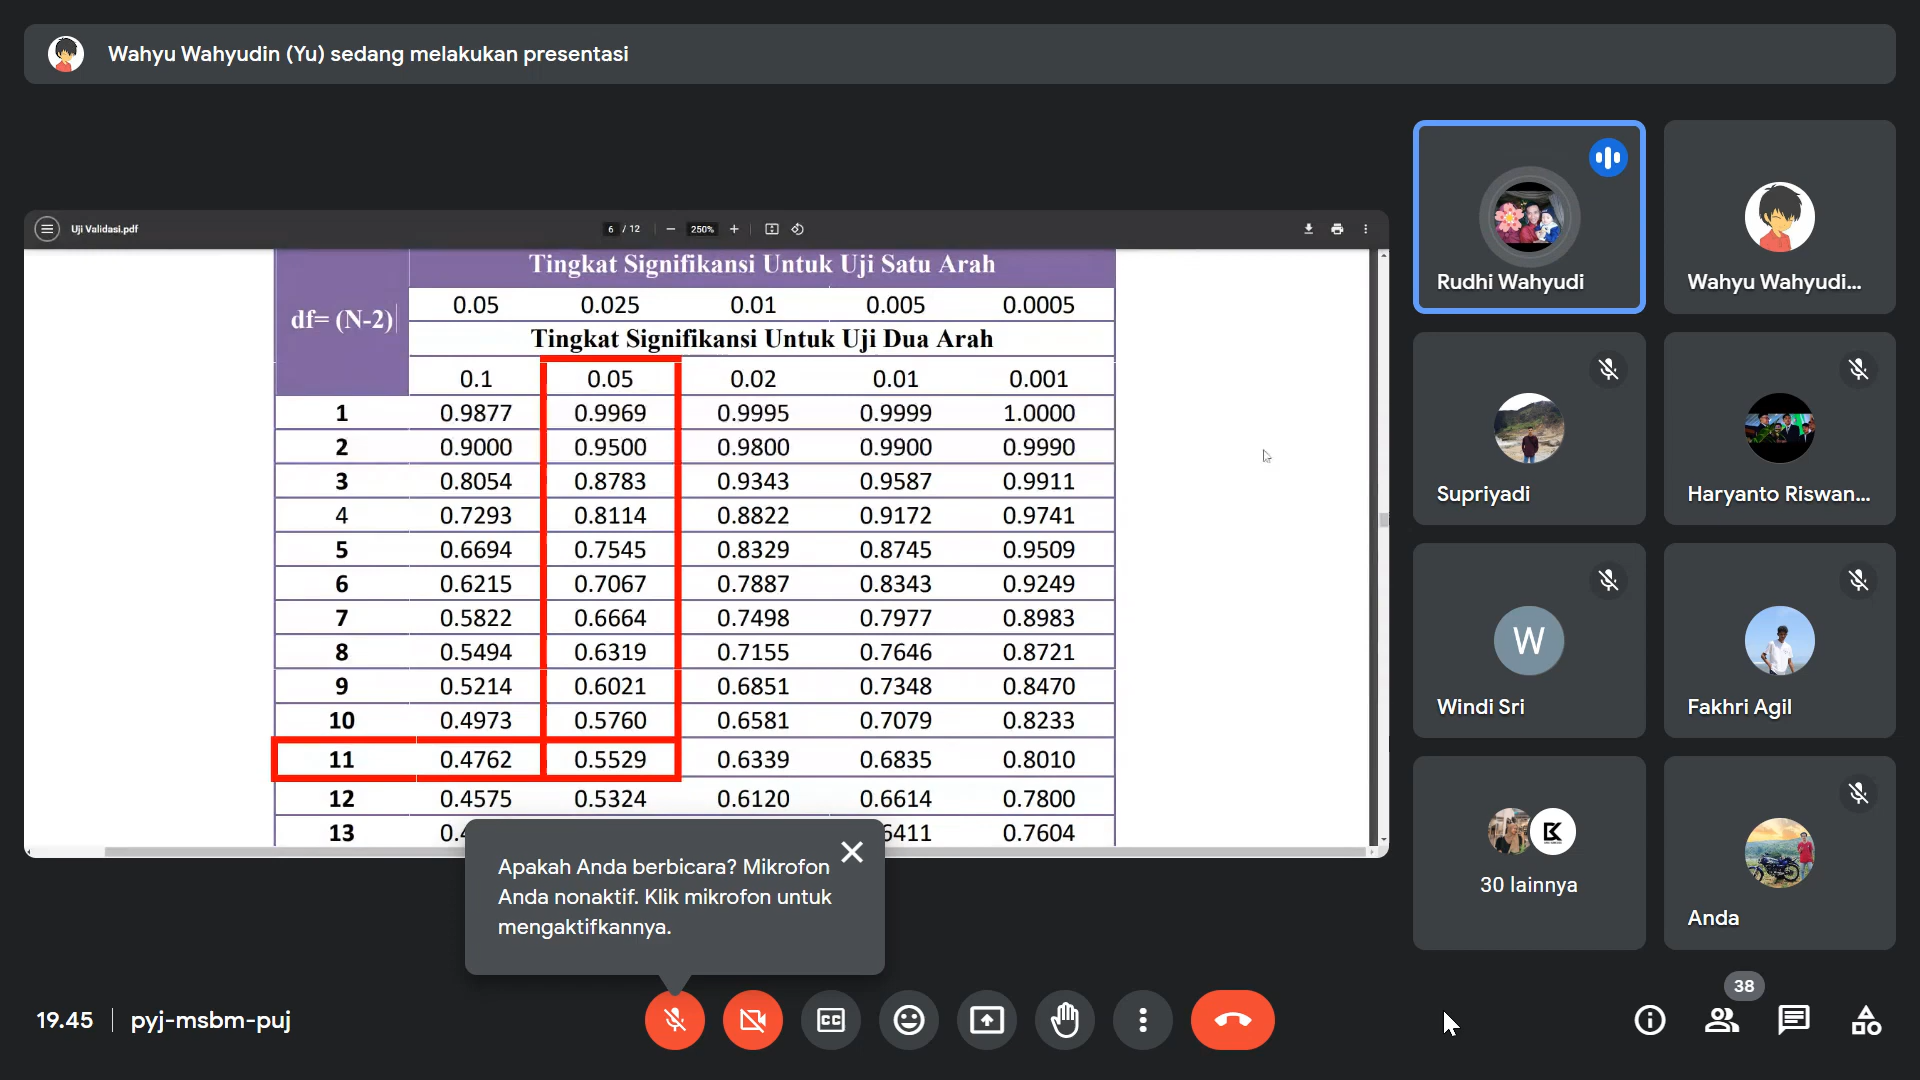 Wahyu Wahyudin (Yu) sedang melakukan presentasi
Uji Validasi.pdf
6 / 12
250%
df= (N-2)
Tingkat Signifikansi Untuk Uji Satu Arah
0.05 0.025 0.01 0.005 0.0005
Tingkat Signifikansi Untuk Uji Dua Arah
0.1 0.05 0.02 0.01 0.001
1 0.9877 0.9969 0.9995 0.9999 1.0000
2 0.9000 0.9500 0.9800 0.9900 0.9990
3 0.8054 0.8783 0.9343 0.9587 0.9911
4 0.7293 0.8114 0.8822 0.9172 0.9741
5 0.6694 0.7545 0.8329 0.8745 0.9509
6 0.6215 0.7067 0.7887 0.8343 0.9249
7 0.5822 0.6664 0.7498 0.7977 0.8983
8 0.5494 0.6319 0.7155 0.7646 0.8721
9 0.5214 0.6021 0.6851 0.7348 0.8470
10 0.4973 0.5760 0.6581 0.7079 0.8233
11 0.4762 0.5529 0.6339 0.6835 0.8010
12 0.4575 0.5324 0.6120 0.6614 0.7800
13 0.7604
Apakah Anda berbicara? Mikrofon
Anda nonaktif. Klik mikrofon untuk
mengaktifkannya.
Rudhi Wahyudi
Wahyu Wahyudi...
Supriyadi
Haryanto Riswan...
W
Windi Sri
Fakhri Agil
30 lainnya
Anda
19.45
pyj-msbm-puj
CC
38